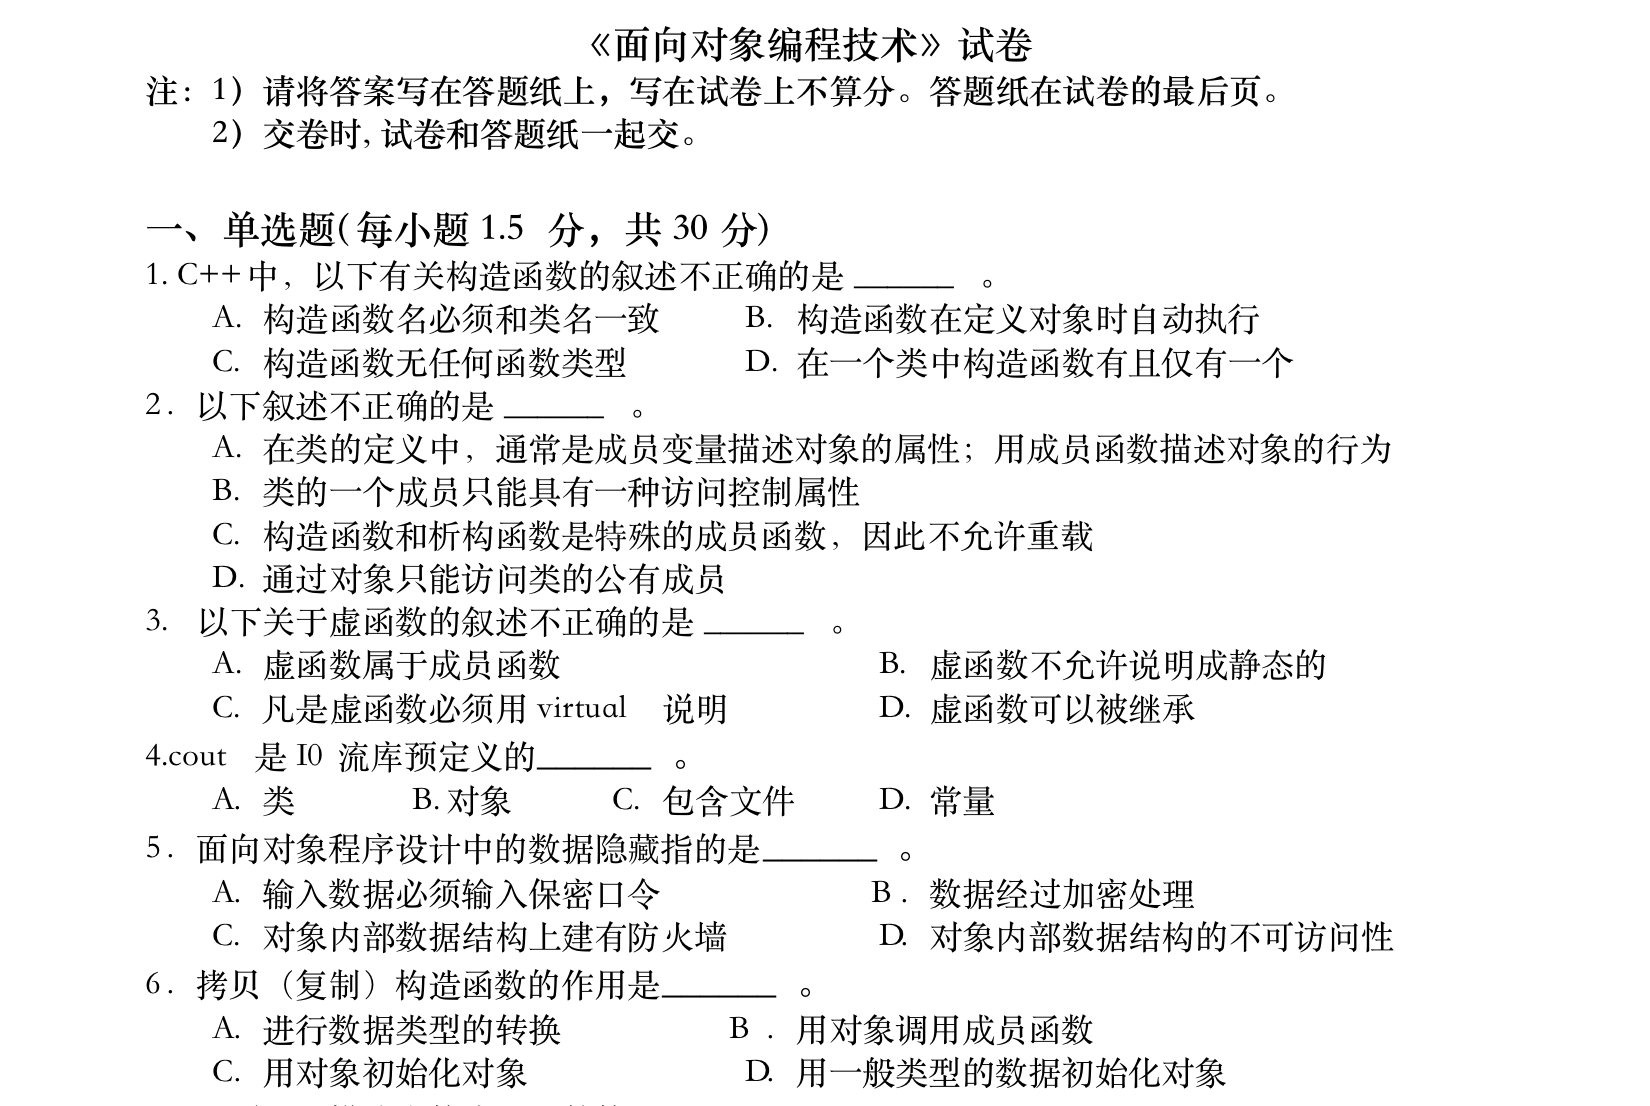 《面向对象编程技术》试卷
注：1）请将答案写在答题纸上，写在试卷上不算分。答题纸在试卷的最后页。
2）交卷时, 试卷和答题纸一起交。
一、单选题(每小题1.5 分，共30 分)
1. C++中，以下有关构造函数的叙述不正确的是 ______ 。
A. 构造函数名必须和类名一致 B. 构造函数在定义对象时自动执行
C. 构造函数无任何函数类型 D. 在一个类中构造函数有且仅有一个
2. 以下叙述不正确的是 ______ 。
A. 在类的定义中，通常是成员变量描述对象的属性；用成员函数描述对象的行为
B. 类的一个成员只能具有一种访问控制属性
C. 构造函数和析构函数是特殊的成员函数，因此不允许重载
D. 通过对象只能访问类的公有成员
3. 以下关于虚函数的叙述不正确的是 ______ 。
A. 虚函数属于成员函数 B. 虚函数不允许说明成静态的
C. 凡是虚函数必须用 virtual 说明 D. 虚函数可以被继承
4.cout 是 I0 流库预定义的______ 。
A. 类 B. 对象 C. 包含文件 D. 常量
5. 面向对象程序设计中的数据隐藏指的是______ 。
A. 输入数据必须输入保密口令 B . 数据经过加密处理
C. 对象内部数据结构上建有防火墙 D. 对象内部数据结构的不可访问性
6. 拷贝（复制）构造函数的作用是______ 。
A. 进行数据类型的转换 B . 用对象调用成员函数
C. 用对象初始化对象 D. 用一般类型的数据初始化对象